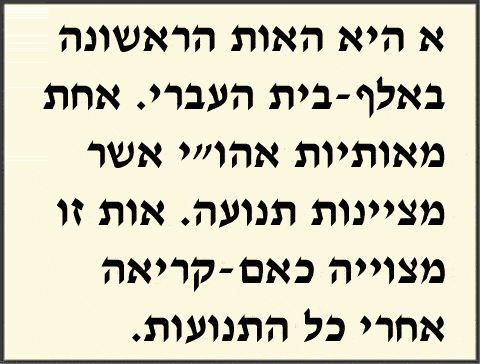 א היא האות הראשונה
באלף-בית העברי. אחת
מאותיות אהו״י אשר
מציינות תנועה. אות זו
מצוייה כאם-קריאה
אחרי כל התנועות.